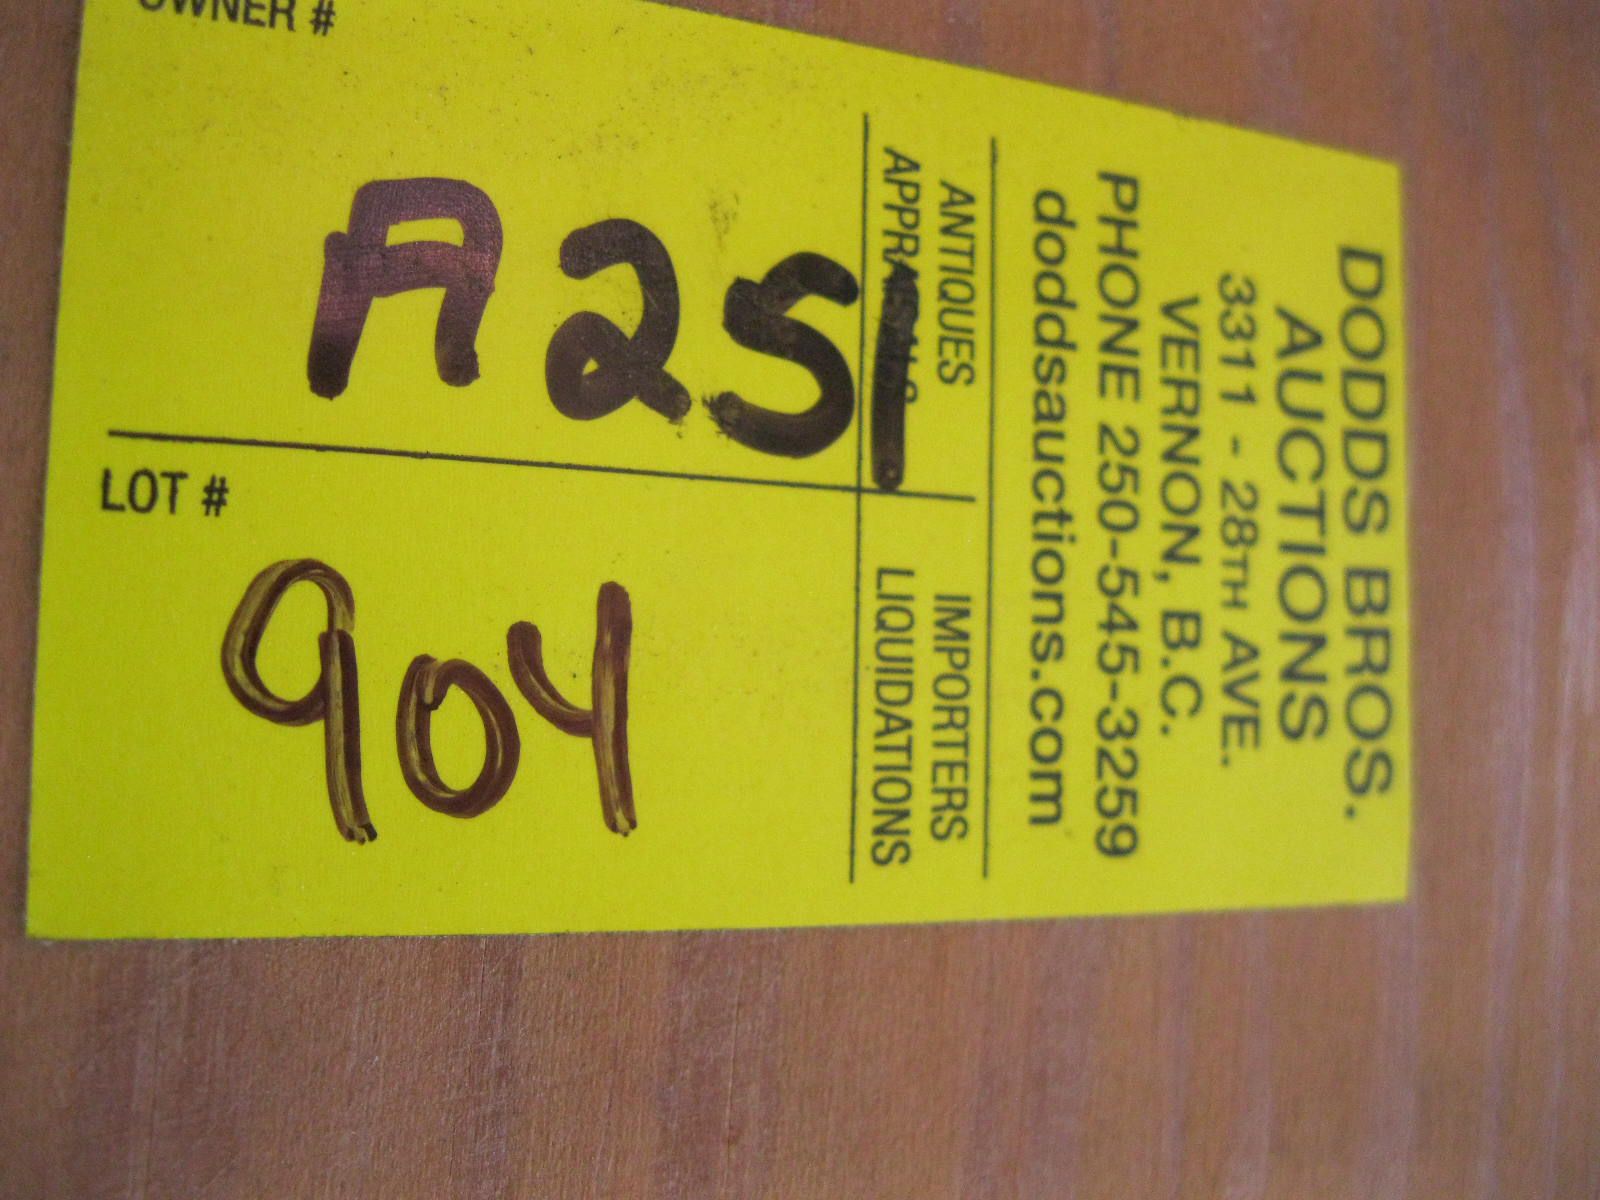 DODDS BROS.
AUCTIONS
3311 - 28TH AVE.
VERNON, B.C.
PHONE 250-545-3259
doddsauctions.com
ANTIQUES IMPORTERS
APPRAISALS LIQUIDATIONS
OWNER #
A251
LOT #
904